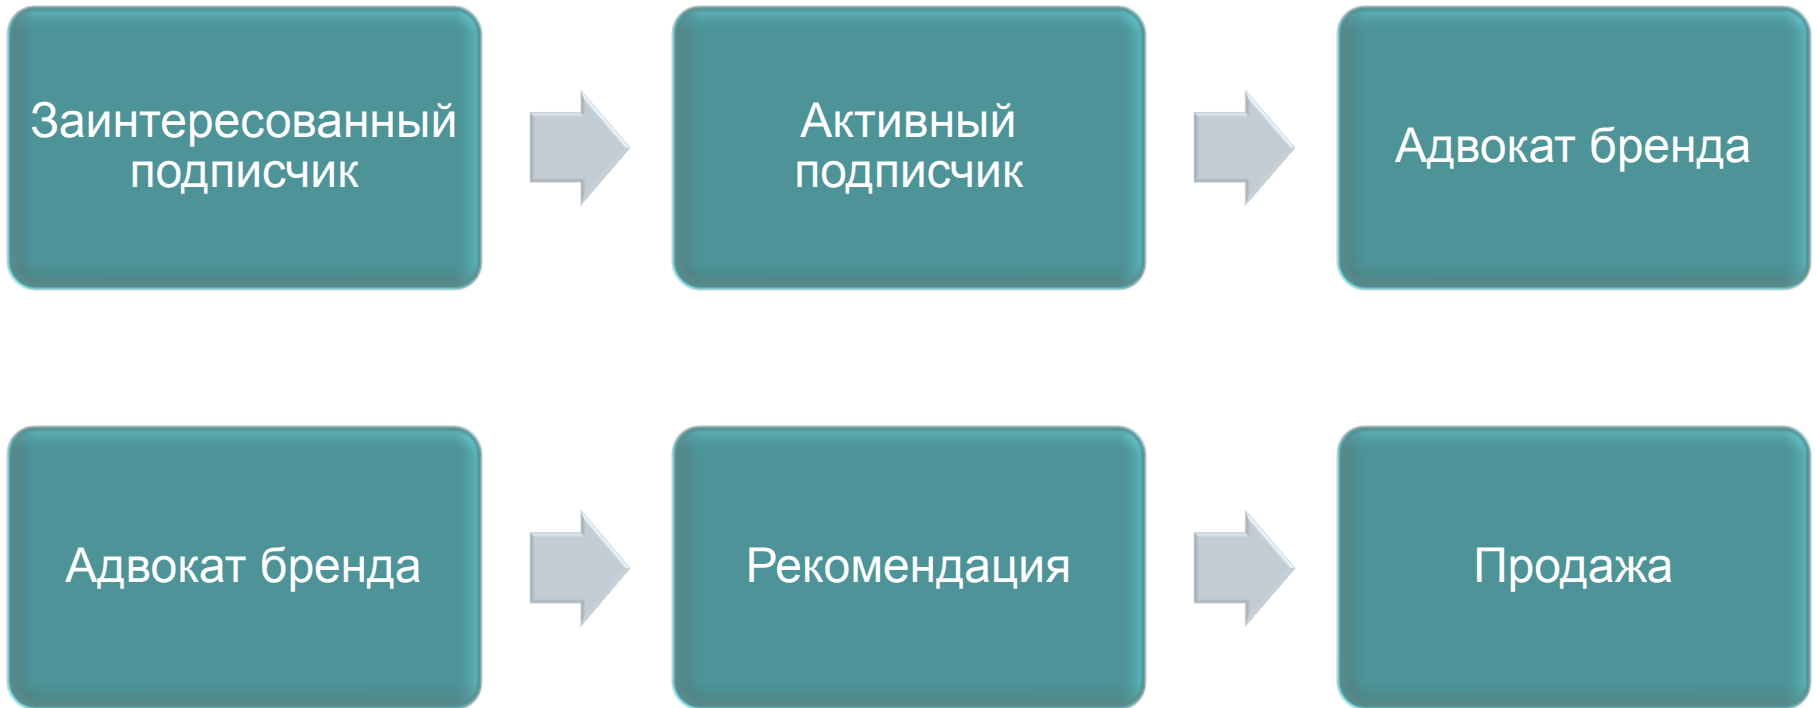 Заинтересованный
подписчик
Активный
подписчик
Адвокат бренда
Адвокат бренда
Рекомендация
Продажа